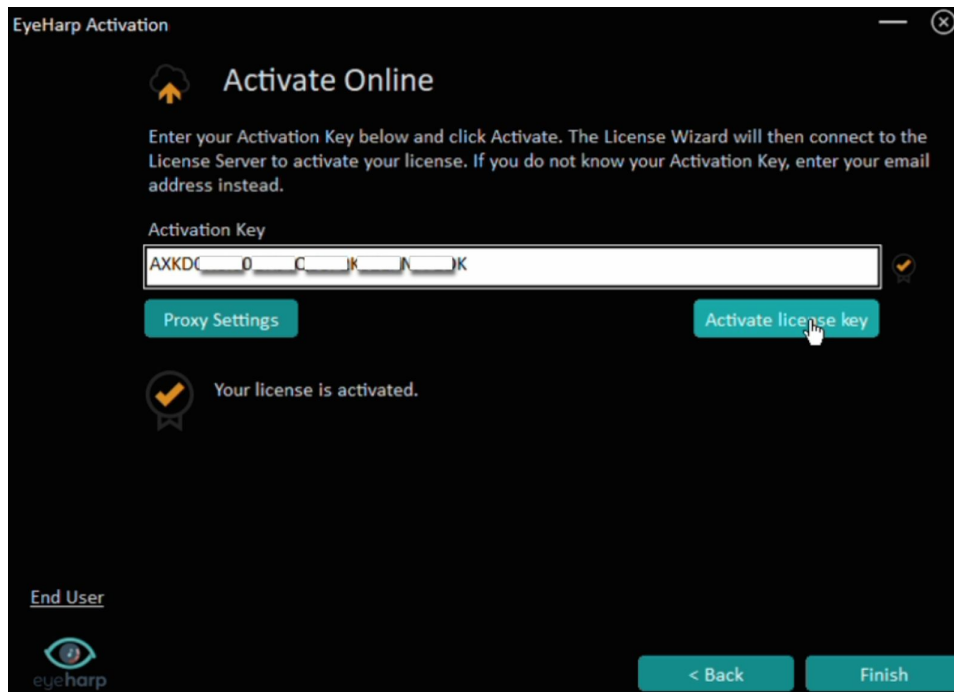 EyeHarp Activation
Activate Online
Enter your Activation Key below and click Activate. The License Wizard will then connect to the
License Server to activate your license. If you do not know your Activation Key, enter your email
address instead.
Activation Key
Proxy Settings
Activate license key
Your license is activated.
End User
eyeharp
< Back
Finish